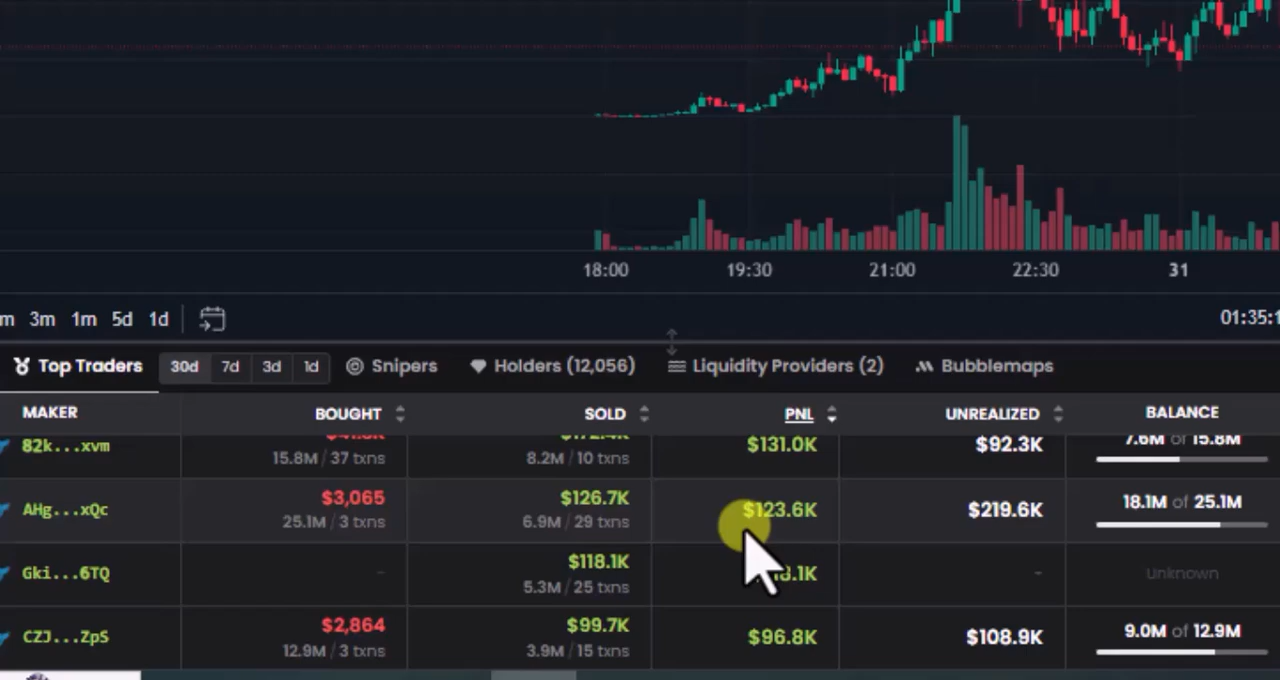 18:00 19:30 21:00 22:30 31
m 3m 1m 5d 1d 01:35:1
Top Traders 30d 7d 3d 1d Snipers Holders (12,056) Liquidity Providers (2) Bubblemaps
MAKER BOUGHT SOLD PNL UNREALIZED BALANCE
82k...xvm $131.0K $92.3K 7.6M of 15.8M
15.8M / 37 txns 8.2M / 10 txns
AHg...xQc $3,065 $126.7K $123.6K $219.6K 18.1M of 25.1M
25.1M / 3 txns 6.9M / 29 txns
Gki...6TQ - $118.1K - Unknown
5.3M / 25 txns
CZJ...ZpS $2,864 $99.7K $96.8K $108.9K 9.0M of 12.9M
12.9M / 3 txns 3.9M / 15 txns